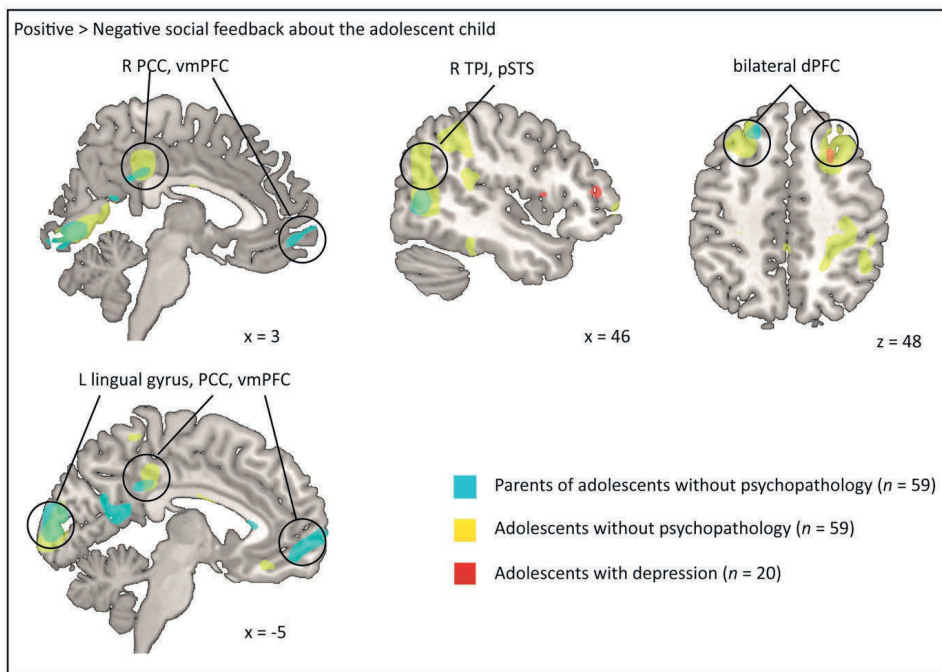 Positive > Negative social feedback about the adolescent child
R PCC, vmPFC
R TPJ, pSTS
bilateral dPFC
x = 3
x = 46
z = 48
L lingual gyrus, PCC, vmPFC
x = -5
Parents of adolescents without psychopathology (n = 59)
Adolescents without psychopathology (n = 59)
Adolescents with depression (n = 20)